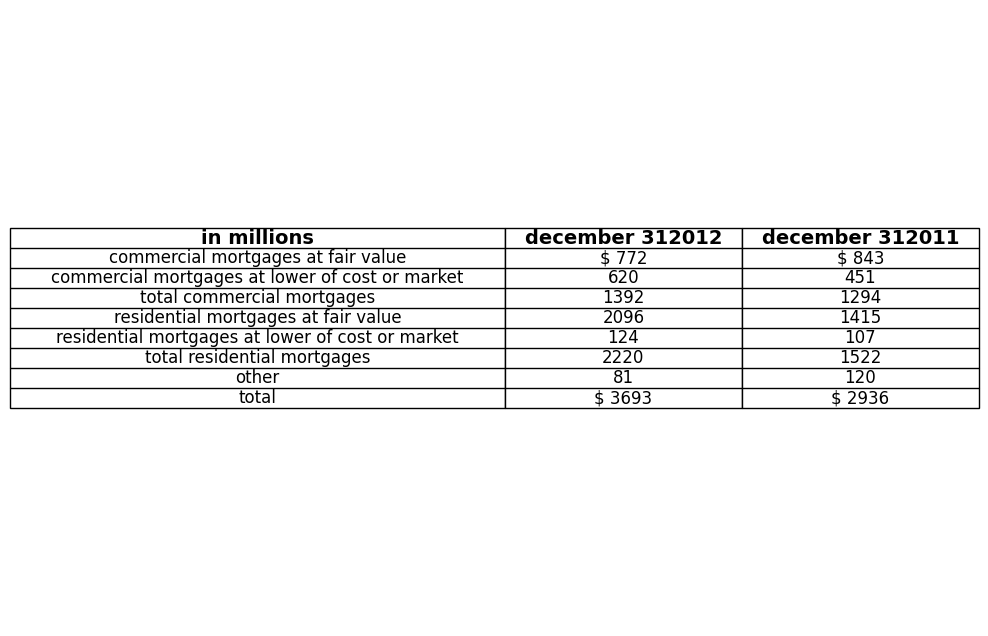 in millions december 312012 december 312011
commercial mortgages at fair value $ 772 $ 843
commercial mortgages at lower of cost or market 620 451
total commercial mortgages 1392 1294
residential mortgages at fair value 2096 1415
residential mortgages at lower of cost or market 124 107
total residential mortgages 2220 1522
other 81 120
total $ 3693 $ 2936